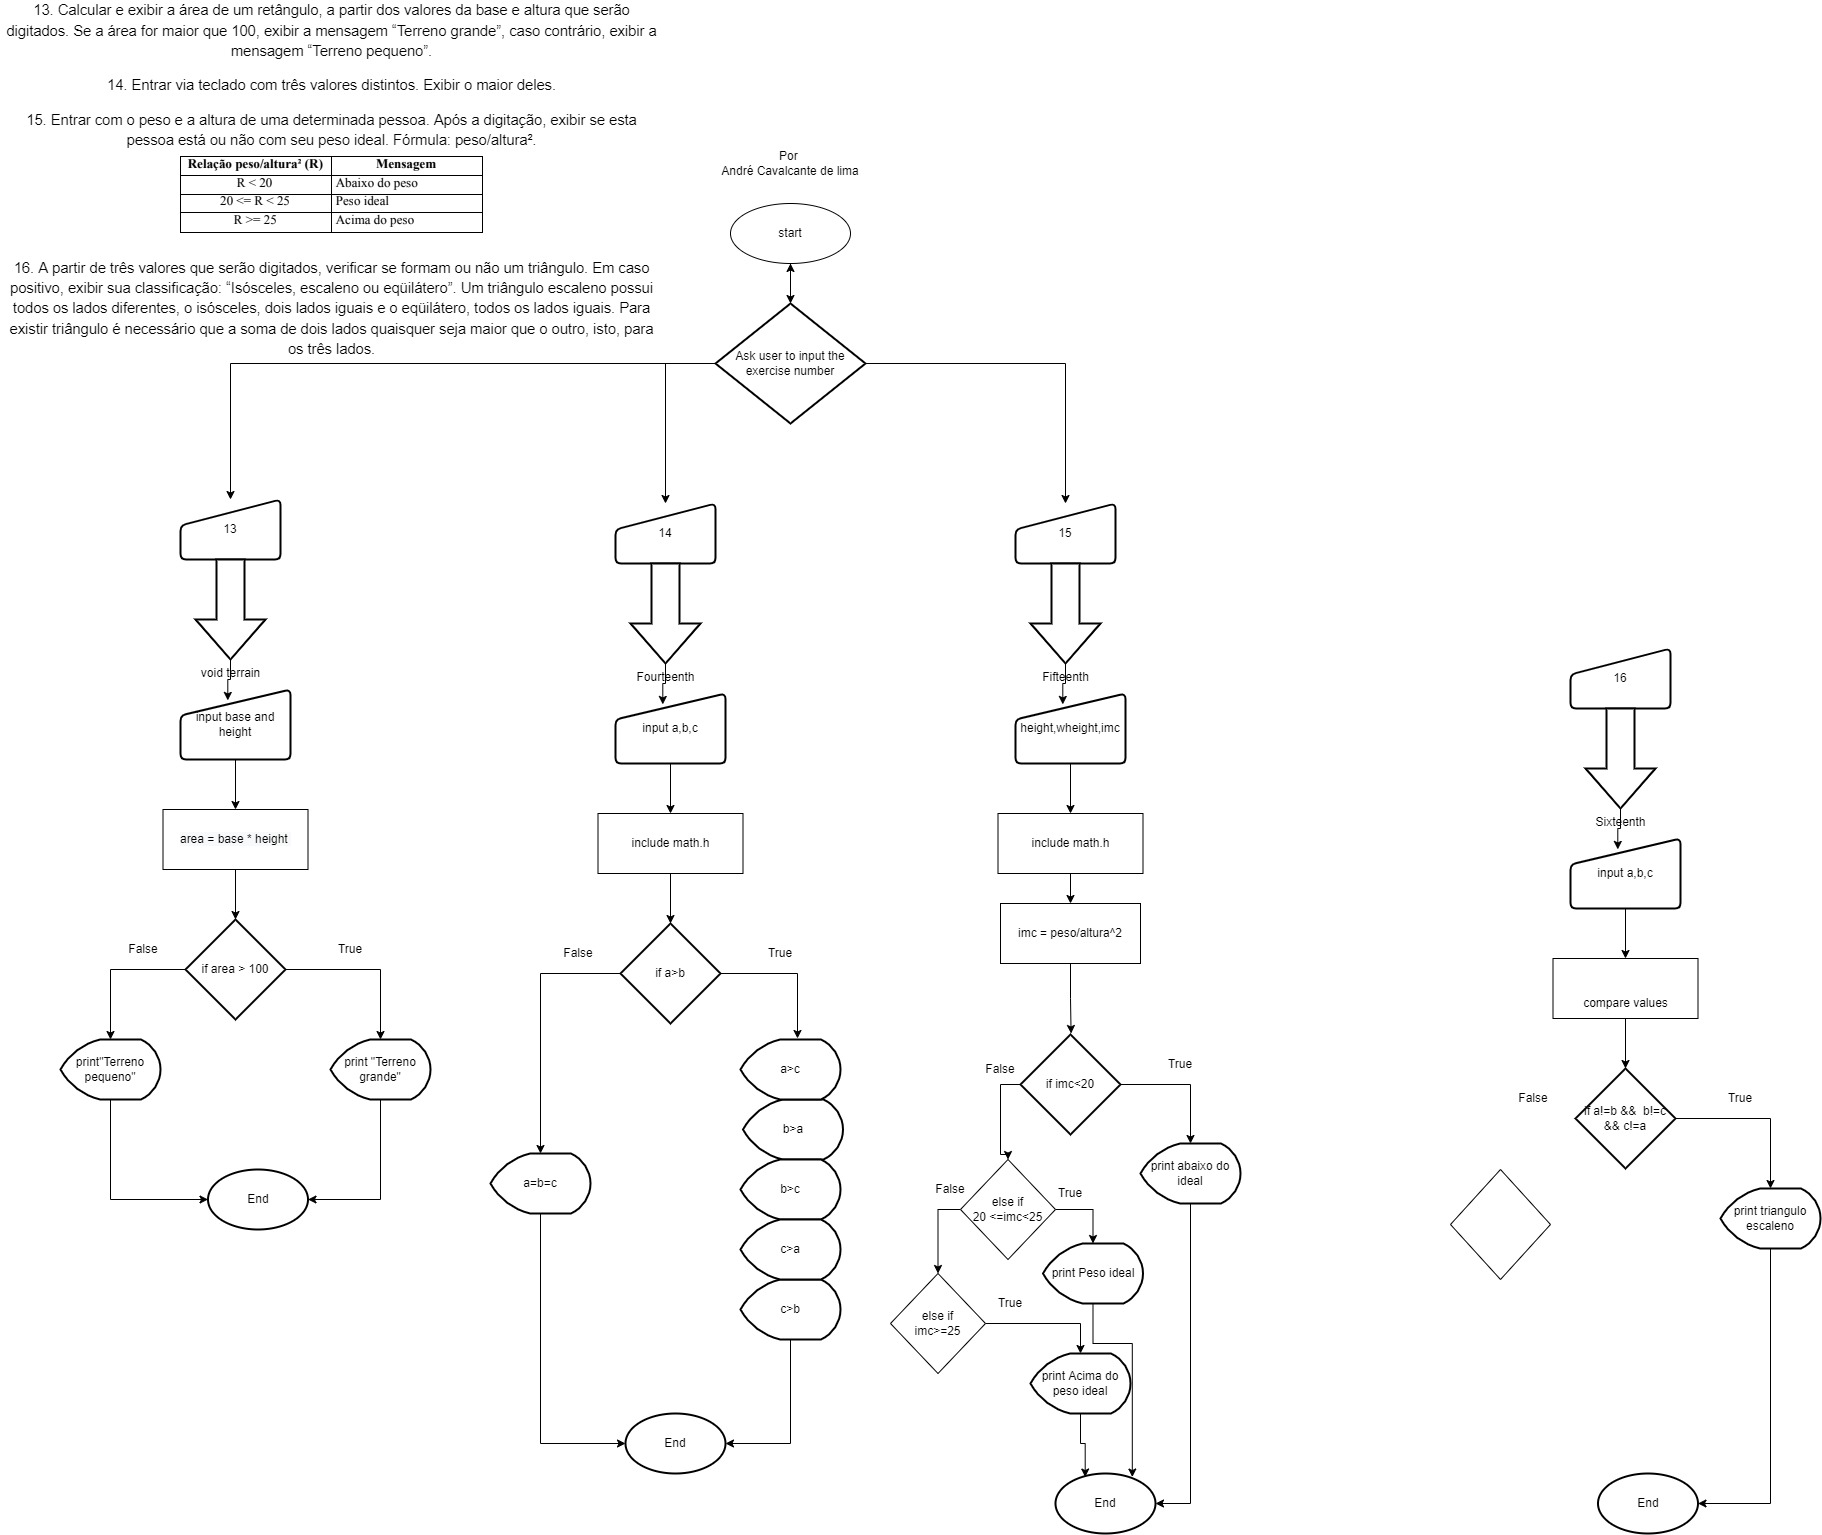 13. Calcular e exibir a área de um retângulo, a partir dos valores da base e altura que serão
digitados. Se a área for maior que 100, exibir a mensagem “Terreno grande”, caso contrário, exibir a
mensagem “Terreno pequeno”.
14. Entrar via teclado com três valores distintos. Exibir o maior deles.
15. Entrar com o peso e a altura de uma determinada pessoa. Após a digitação, exibir se esta
pessoa está ou não com seu peso ideal. Fórmula: peso/altura².
Relação peso/altura² (R) Mensagem
R < 20 Abaixo do peso
20 <= R < 25 Peso ideal
R >= 25 Acima do peso
16. A partir de três valores que serão digitados, verificar se formam ou não um triângulo. Em caso
positivo, exibir sua classificação: “Isósceles, escaleno ou eqüilátero”. Um triângulo escaleno possui
todos os lados diferentes, o isósceles, dois lados iguais e o eqüilátero, todos os lados iguais. Para
existir triângulo é necessário que a soma de dois lados quaisquer seja maior que o outro, isto, para
os três lados.
Por
André Cavalcante de lima
start
Ask user to input the
exercise number
13
void terrain
input base and
height
area = base * height
if area > 100
False
True
print"Terreno
pequeno"
print "Terreno
grande"
End
14
Fourteenth
input a,b,c
include math.h
if a>b
False
True
a=b=c
a>c
b>a
b>c
c>a
c>b
End
15
Fifteenth
height,wheight,imc
include math.h
imc = peso/altura^2
if imc<20
False
True
print abaixo do
ideal
else if
20 <=imc<25
False
True
print Peso ideal
else if
imc>=25
True
print Acima do
peso ideal
End
16
Sixteenth
input a,b,c
compare values
if a!=b && b!=c
&& c!=a
False
True
print triangulo
escaleno
End